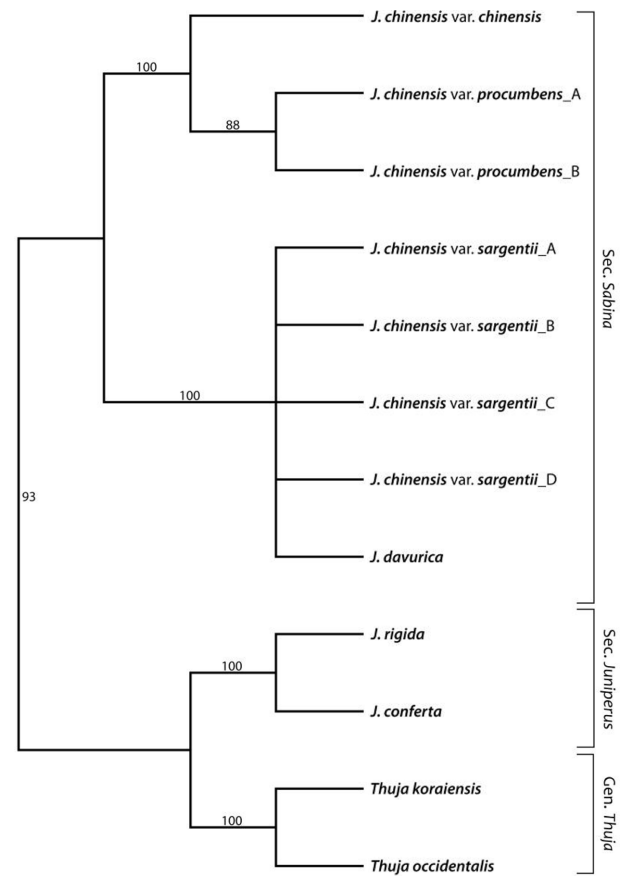 J. chinensis var. chinensis
100
J. chinensis var. procumbens_A
88
J. chinensis var. procumbens_B
J. chinensis var. sargentii_A
Sec. Sabina
J. chinensis var. sargentii_B
100
J. chinensis var. sargentii_C
J. chinensis var. sargentii_D
93
J. davurica
J. rigida
100
Sec. Juniperus
J. conferta
Thuja koraiensis
100
Gen. Thuja
Thuja occidentalis